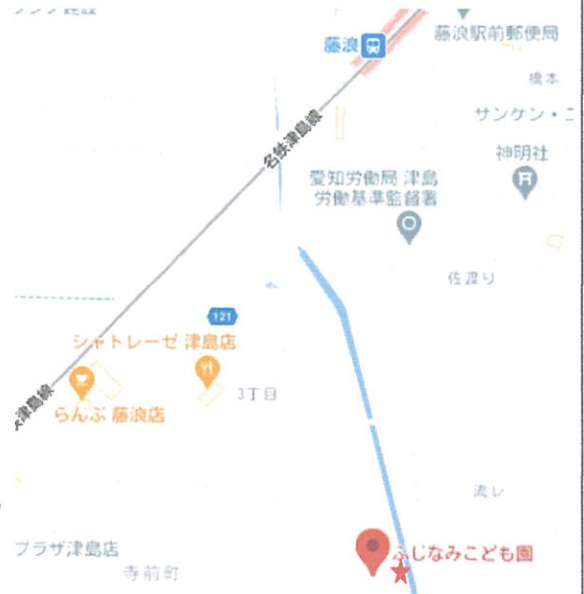 藤浪駅前郵便局
藤浪
橋本
サンケン・コ
名鉄津島線
神明社
愛知労働局 津島
労働基準監督署
佐渡り
121
シャトレーゼ 津島店
津島線
3丁目
らんぷ 藤浪店
流レ
プラザ津島店
ふじなみこども園
寺前町